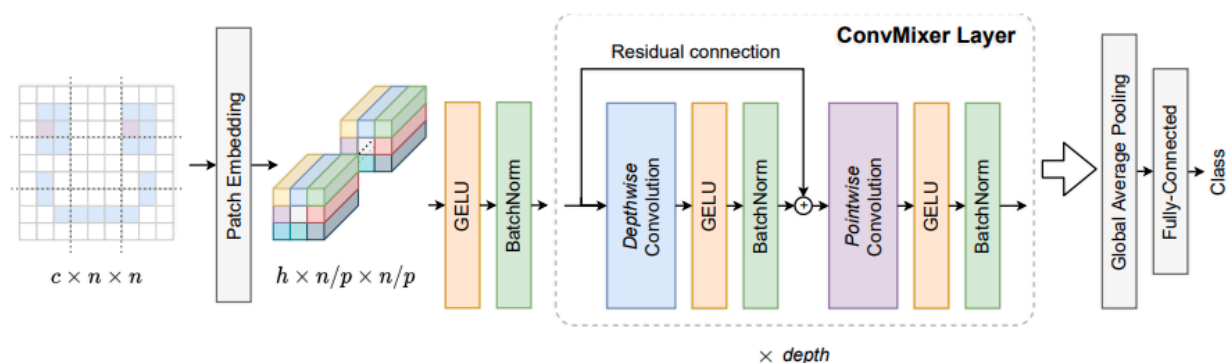 ConvMixer Layer
Residual connection
c × n × n
Patch Embedding
h × n/p × n/p
GELU
BatchNorm
Depthwise
Convolution
GELU
BatchNorm
+
Pointwise
Convolution
GELU
BatchNorm
× depth
Global Average Pooling
Fully-Connected
Class